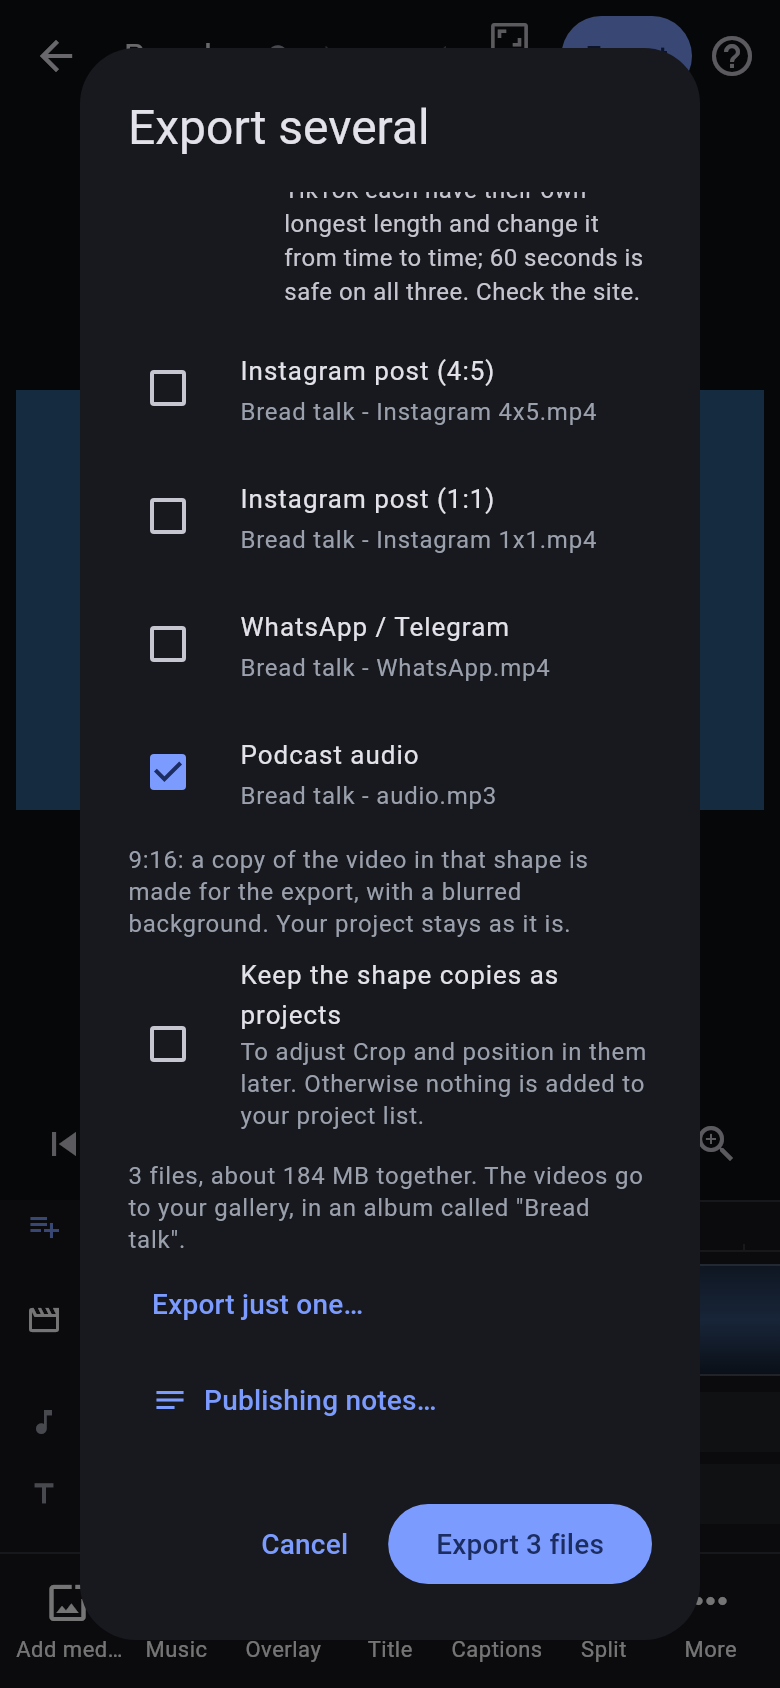 Export several
TikTok each have their own
longest length and change it
from time to time; 60 seconds is
safe on all three. Check the site.
Instagram post (4:5)
Bread talk - Instagram 4x5.mp4
Instagram post (1:1)
Bread talk - Instagram 1x1.mp4
WhatsApp / Telegram
Bread talk - WhatsApp.mp4
Podcast audio
Bread talk - audio.mp3
9:16: a copy of the video in that shape is
made for the export, with a blurred
background. Your project stays as it is.
Keep the shape copies as
projects
To adjust Crop and position in them
later. Otherwise nothing is added to
your project list.
3 files, about 184 MB together. The videos go
to your gallery, in an album called "Bread
talk".
Export just one…
Publishing notes…
Cancel
Export 3 files
Add med…
Music
Overlay
Title
Captions
Split
More